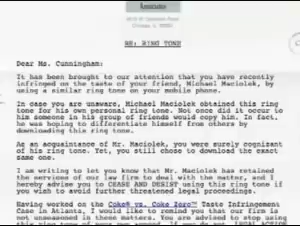 Associates
RE: RING TONE
Dear Ms. Cunningham:
It has been brought to our attention that you have recently
infringed on the taste of your friend, Michael Maciolek, by
using a similar ring tone on your mobile phone.
In case you are unaware, Michael Maciolek obtained this ring
tone for his own personal ring tone. Not once did it occur to
him someone in his group of friends would copy him. In fact,
he was hoping to differentiate himself from others by
downloading this ring tone.
As an acquaintance of Mr. Maciolek, you were surely cognizant
of his ring tone. Yet, you still chose to download the exact
same one.
I am writing to let you know that Mr. Maciolek has retained
the services of our law firm to deal with the matter, and I
hereby advise you to CEASE AND DESIST using this ring tone if
you wish to avoid further threatened legal proceedings.
Having worked on the Coke® vs. Coke Zero™ Taste Infringement
Case in Atlanta, I would like to remind you that our firm is
not unseasoned in these matters. You are advised to stop using